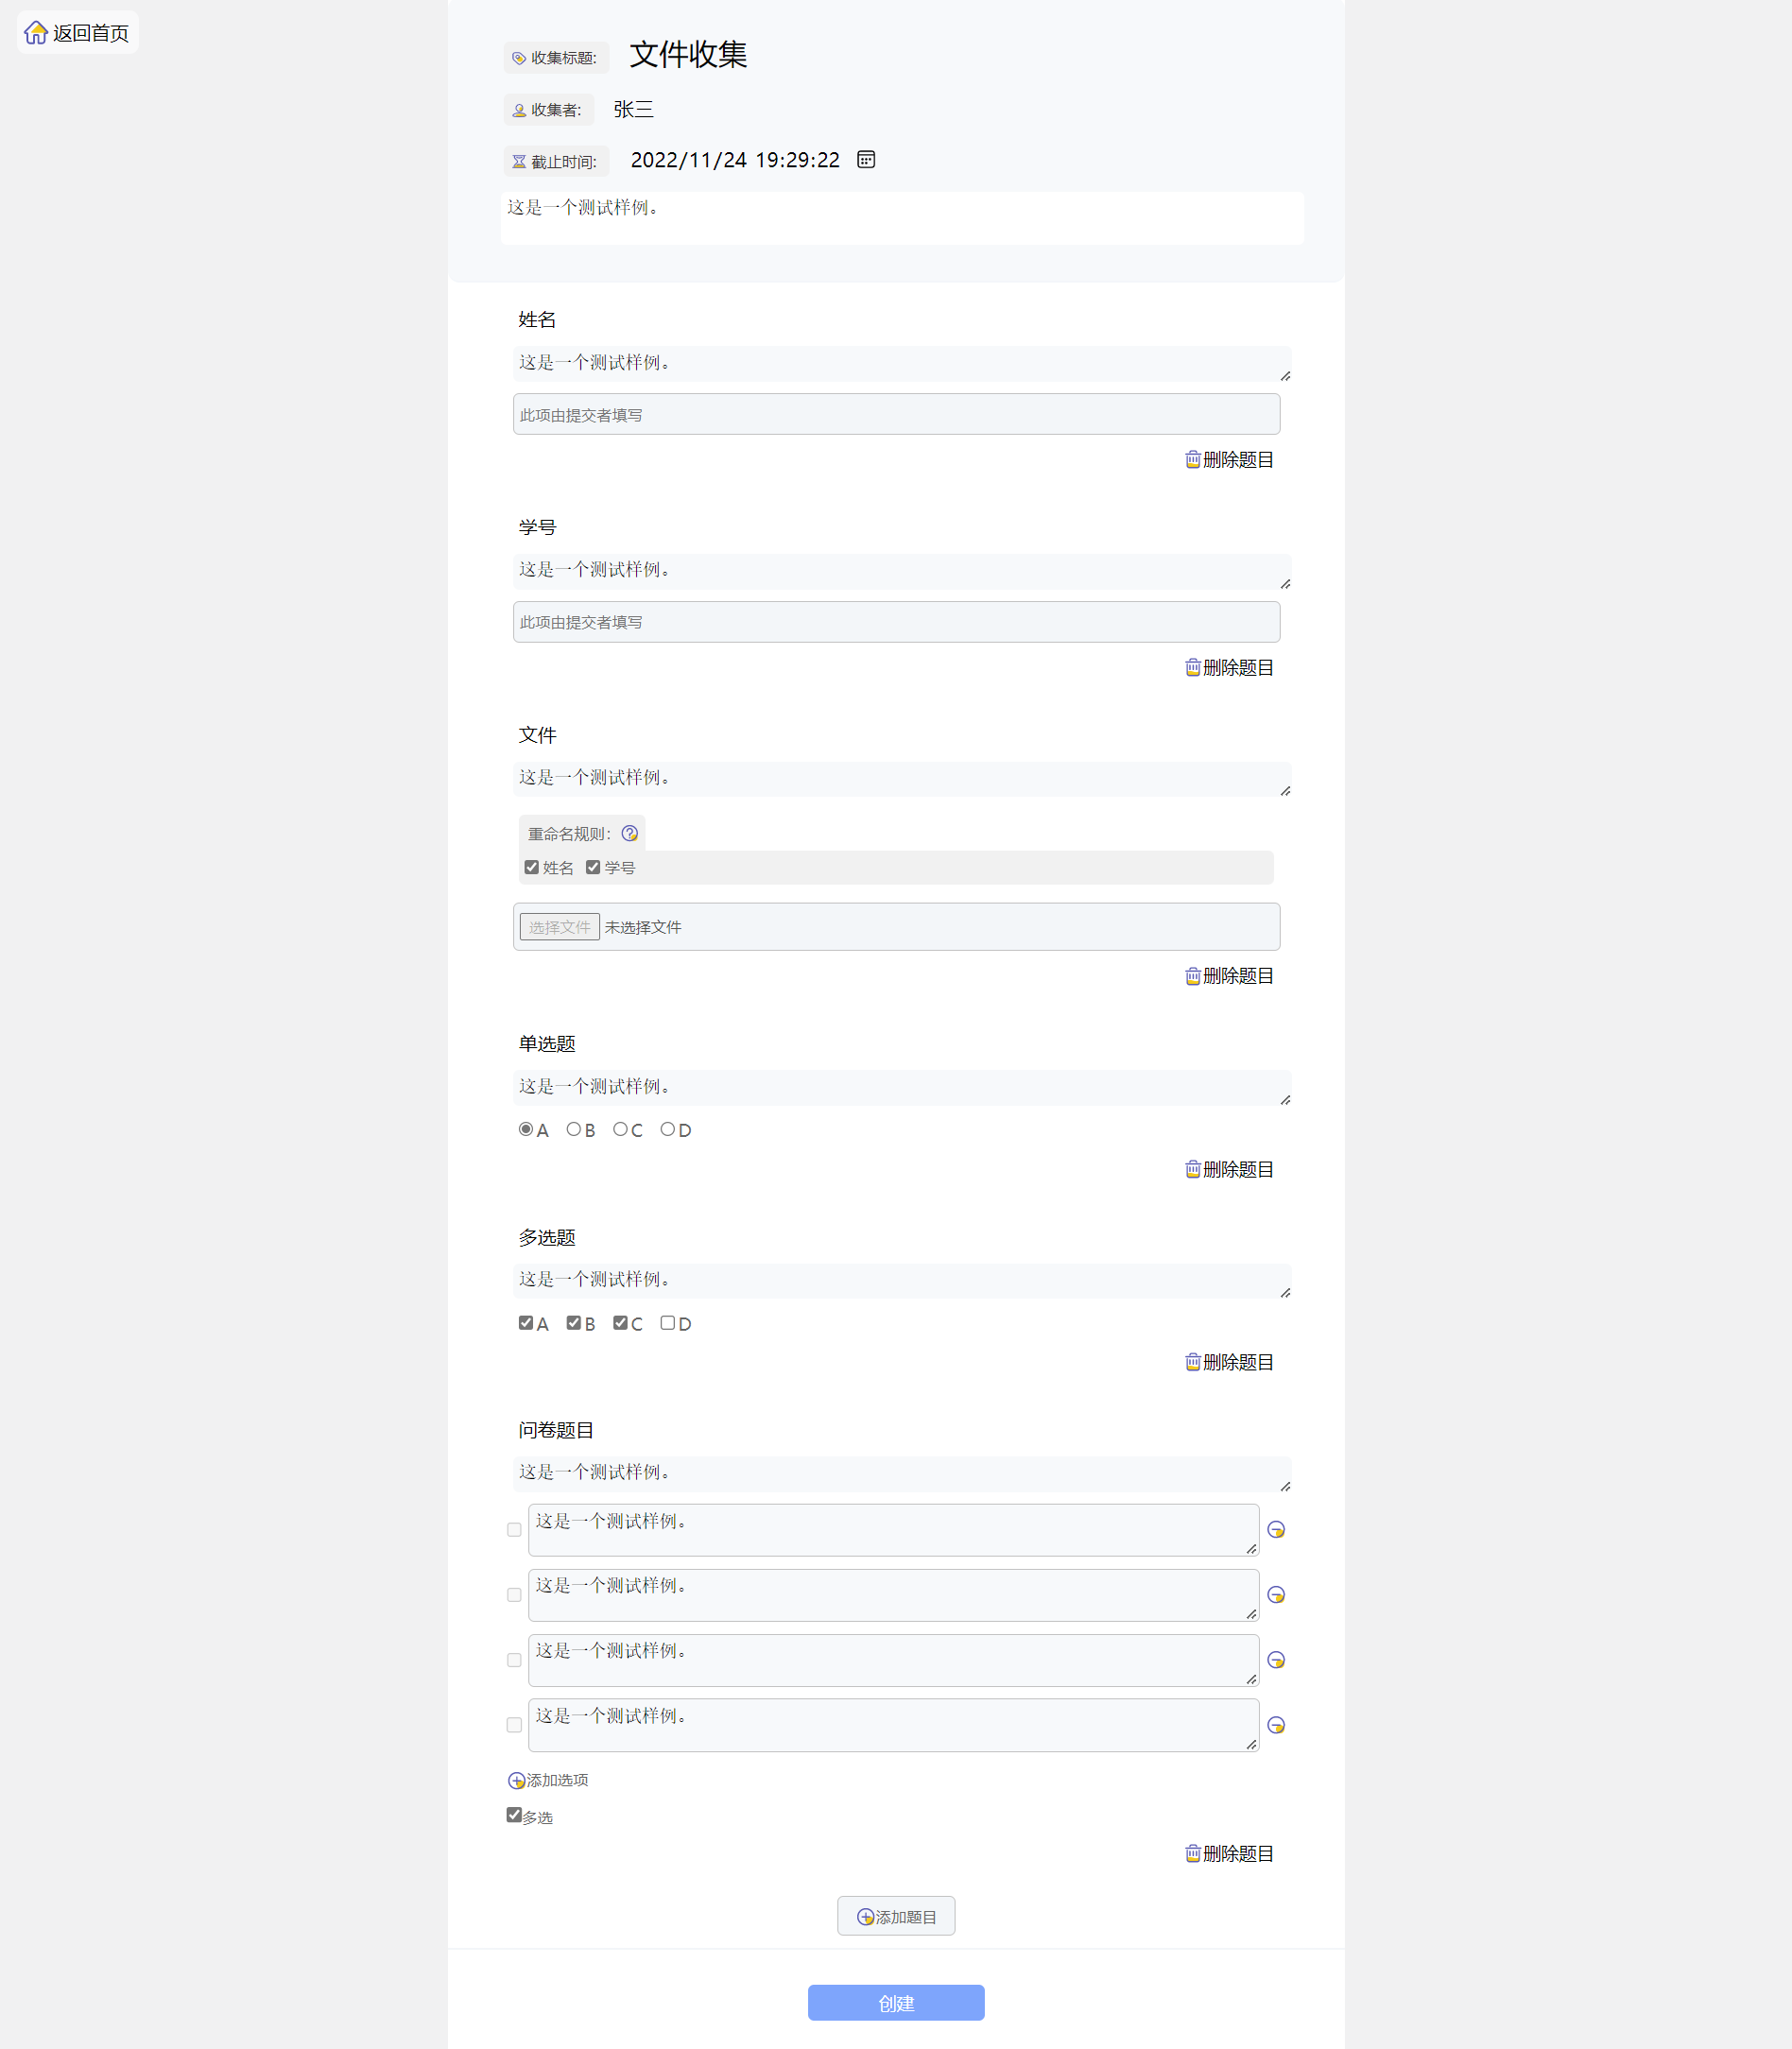 返回首页
收集标题: 文件收集
收集者: 张三
截止时间: 2022/11/24 19:29:22
这是一个测试样例。
姓名
这是一个测试样例。
此项由提交者填写
删除题目
学号
这是一个测试样例。
此项由提交者填写
删除题目
文件
这是一个测试样例。
重命名规则：
姓名 学号
选择文件 未选择文件
删除题目
单选题
这是一个测试样例。
A B C D
删除题目
多选题
这是一个测试样例。
A B C D
删除题目
问卷题目
这是一个测试样例。
这是一个测试样例。
这是一个测试样例。
这是一个测试样例。
这是一个测试样例。
添加选项
多选
删除题目
添加题目
创建